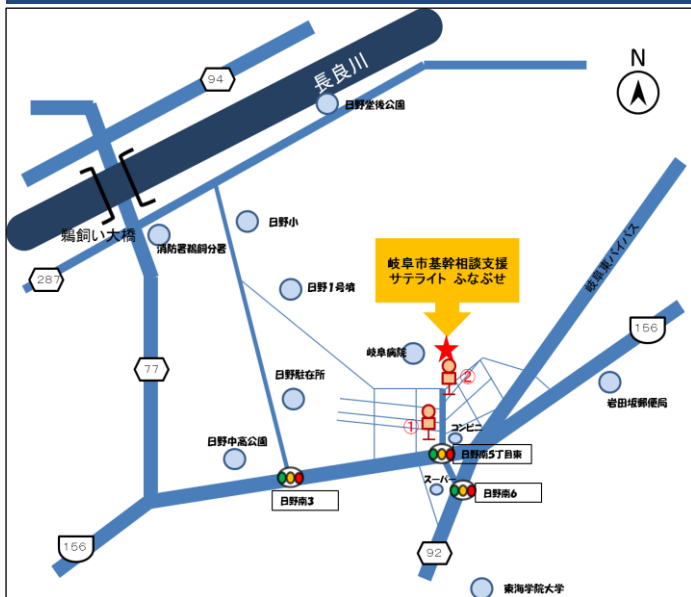 94
長良川
N
日野堂後公園
鵜飼い大橋
消防署鵜飼分署
日野小
287
日野1号墳
岐阜市基幹相談支援
サテライト ふなぶせ
岐阜東バイパス
156
岐阜病院
②
77
日野駐在所
岩田坂郵便局
①
コンビニ
日野中高公園
日野南5丁目東
スーパー
日野南3
日野南6
156
92
東海学院大学